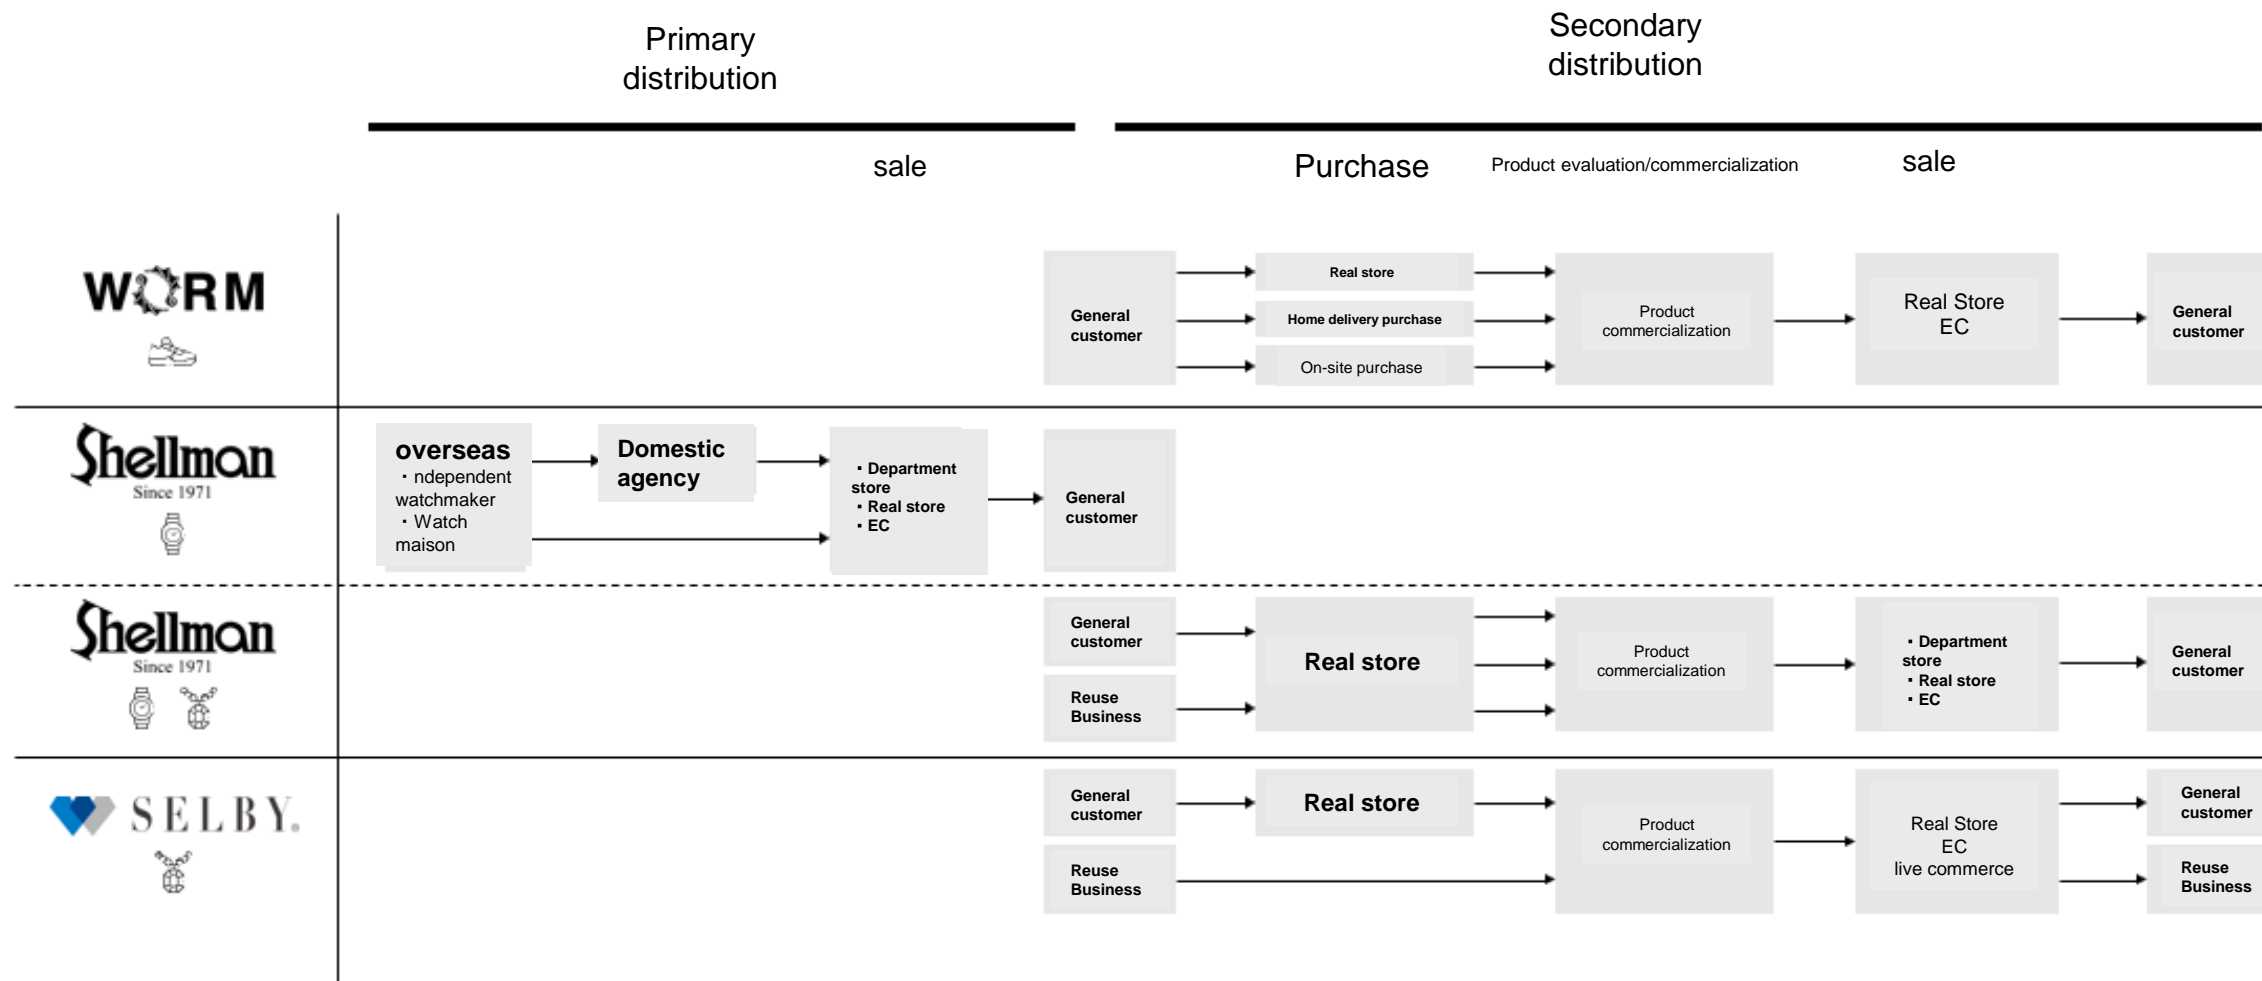 Primary
distribution
Secondary
distribution
sale
Purchase
Product evaluation/commercialization
sale
WORM
General
customer
Real store
Home delivery purchase
On-site purchase
Product
commercialization
Real Store
EC
General
customer
Shellman
Since 1971
overseas
・ndependent
watchmaker
・Watch
maison
Domestic
agency
・Department
store
・Real store
・EC
General
customer
Shellman
Since 1971
General
customer
Reuse
Business
Real store
Product
commercialization
・Department
store
・Real store
・EC
General
customer
SELBY®
General
customer
Reuse
Business
Real store
Product
commercialization
Real Store
EC
live commerce
General
customer
Reuse
Business